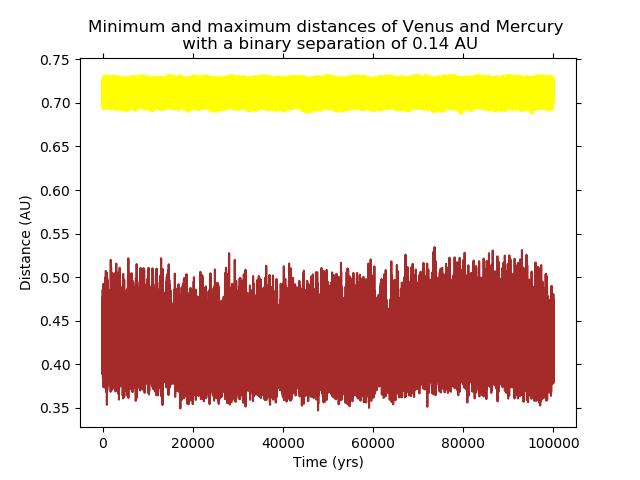 Minimum and maximum distances of Venus and Mercury
with a binary separation of 0.14 AU
0.75
0.70
0.65
0.60
0.55
0.50
0.45
0.40
0.35
Distance (AU)
0 20000 40000 60000 80000 100000
Time (yrs)